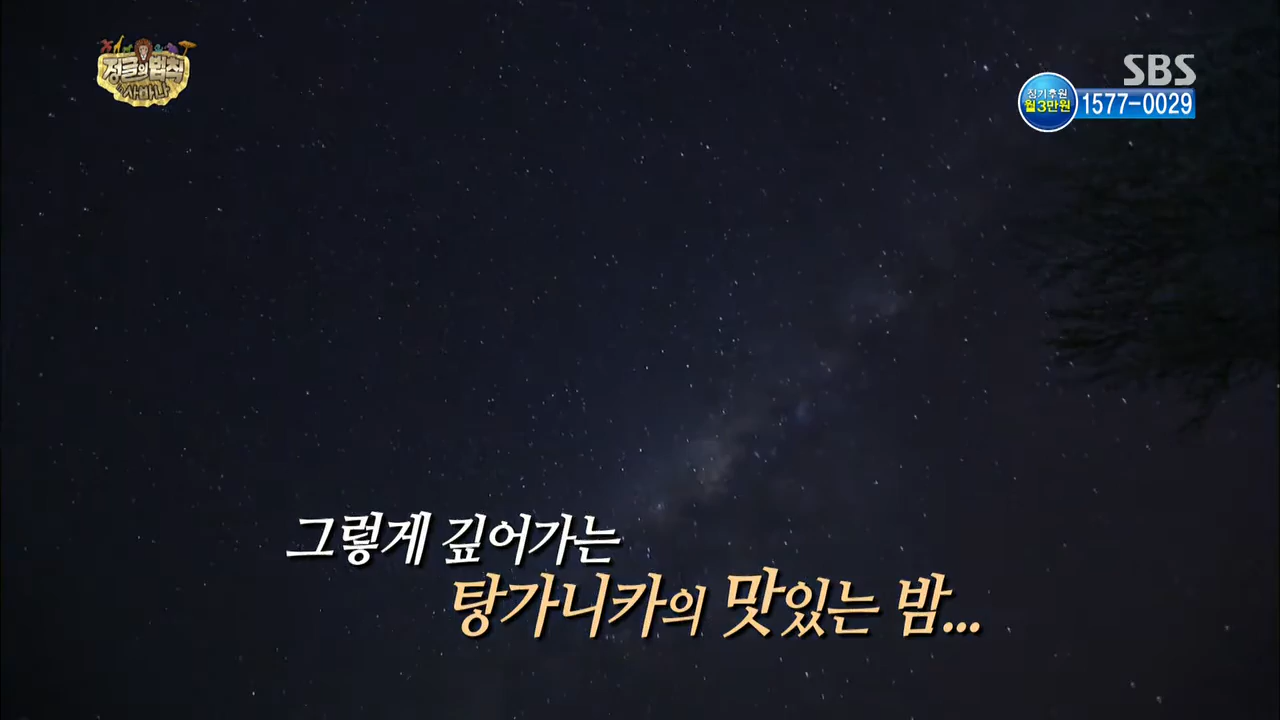 정글의 법칙
in 사바나
SBS
정기후원
월3만원
1577-0029
그렇게 깊어가는
탕가니카의 맛있는 밤...